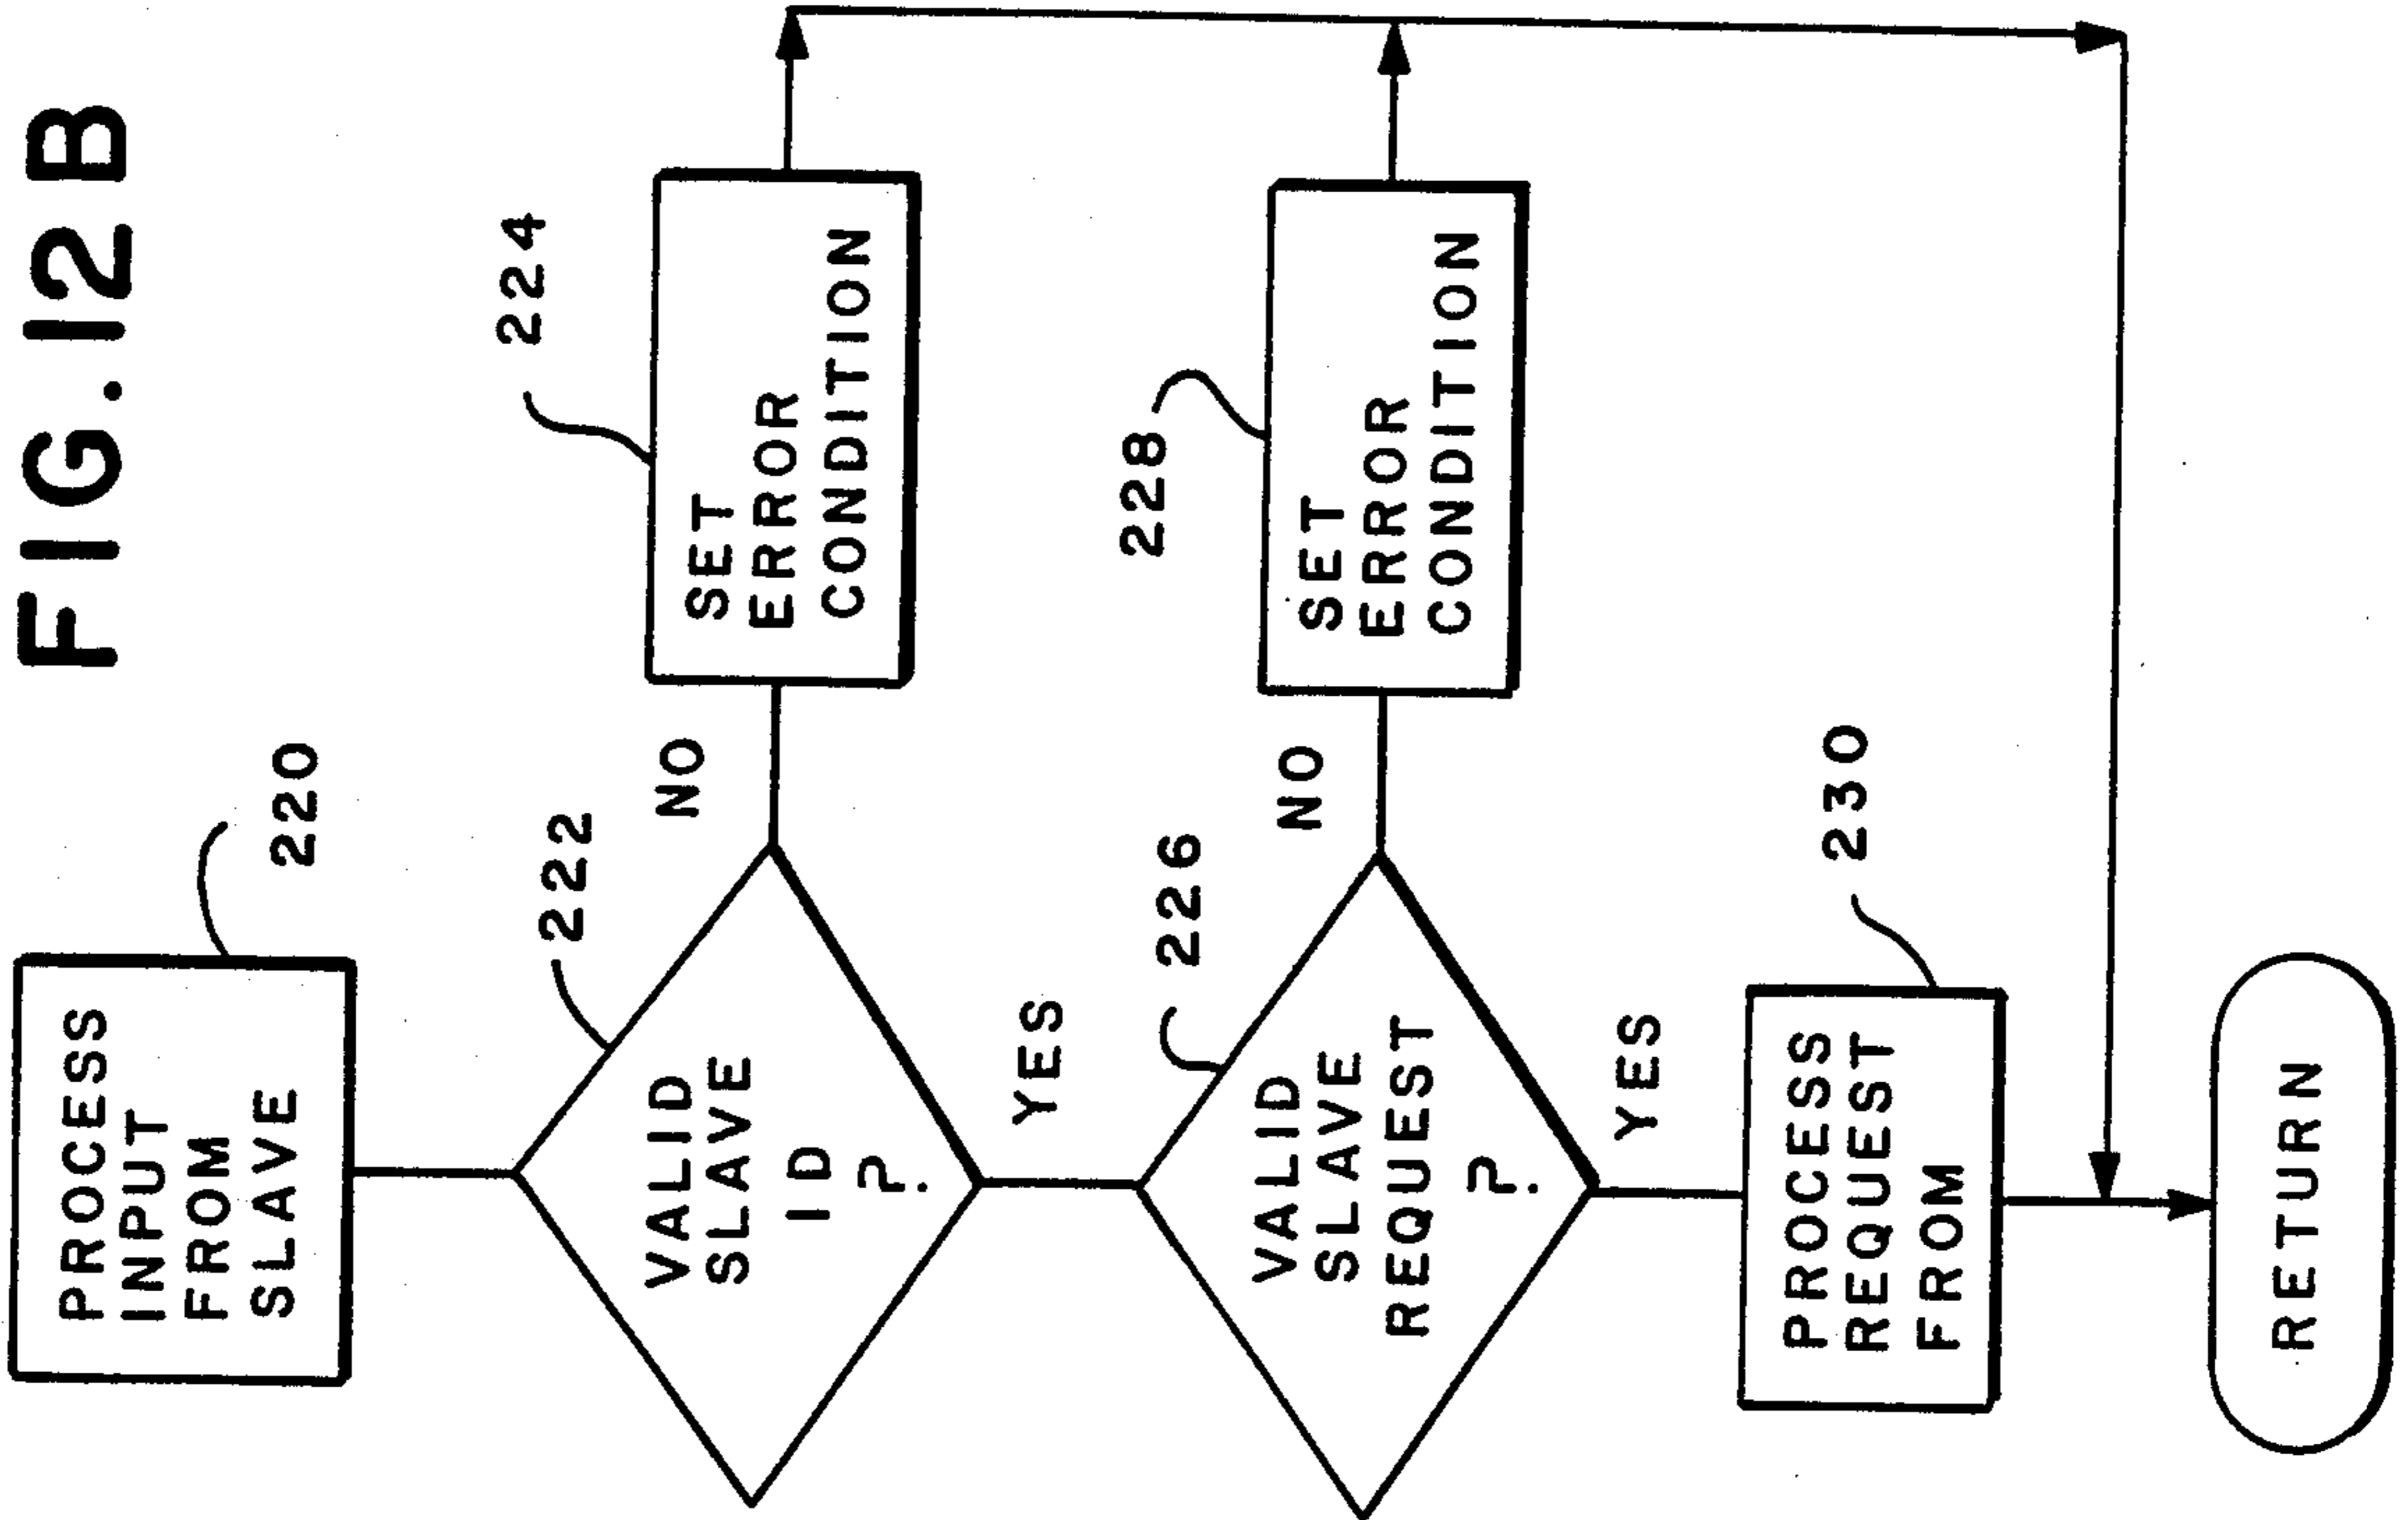 FIG. 12B
PROCESS
INPUT
FROM
SLAVE
220
222
VALID
SLAVE
ID
?
NO
224
SET
ERROR
CONDITION
YES
226
VALID
SLAVE
REQUEST
?
NO
228
SET
ERROR
CONDITION
YES
230
PROCESS
REQUEST
FROM
RETURN